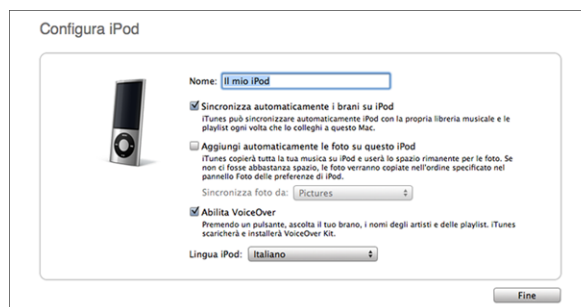 Configura iPod
Nome: Il mio iPod
Sincronizza automaticamente i brani su iPod
iTunes può sincronizzare automaticamente iPod con la propria libreria musicale e le
playlist ogni volta che lo colleghi a questo Mac.
Aggiungi automaticamente le foto su questo iPod
iTunes copierà tutta la tua musica su iPod e userà lo spazio rimanente per le foto. Se
non ci fosse abbastanza spazio, le foto verranno copiate nell'ordine specificato nel
pannello Foto delle preferenze di iPod.
Sincronizza foto da: Pictures
Abilita VoiceOver
Premendo un pulsante, ascolta il tuo brano, i nomi degli artisti e delle playlist. iTunes
scaricherà e installerà VoiceOver Kit.
Lingua iPod: Italiano
Fine